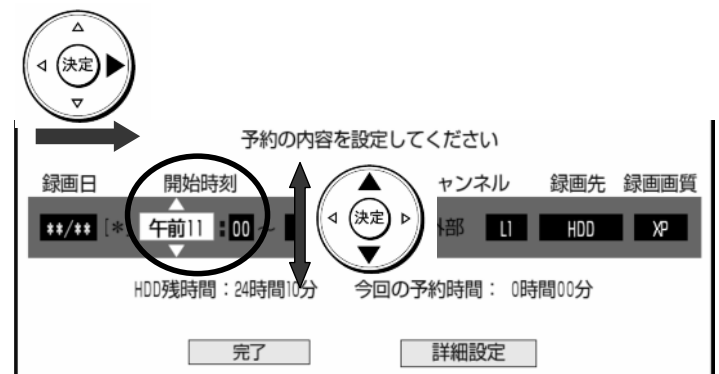 決定
予約の内容を設定してください
録画日 開始時刻 ャンネル 録画先 録画画質
**/** [* 午前11:00 ~ 決定 外部 L1 HDD XP
HDD残時間:24時間10分 今回の予約時間: 0時間00分
完了 詳細設定